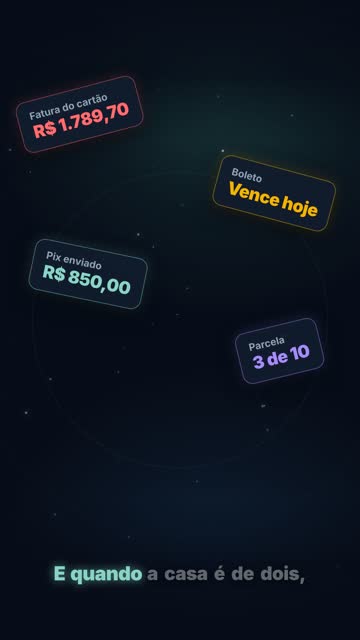 Fatura do cartão
R$ 1.789,70
Boleto
Vence hoje
Pix enviado
R$ 850,00
Parcela
3 de 10
E quando a casa é de dois,